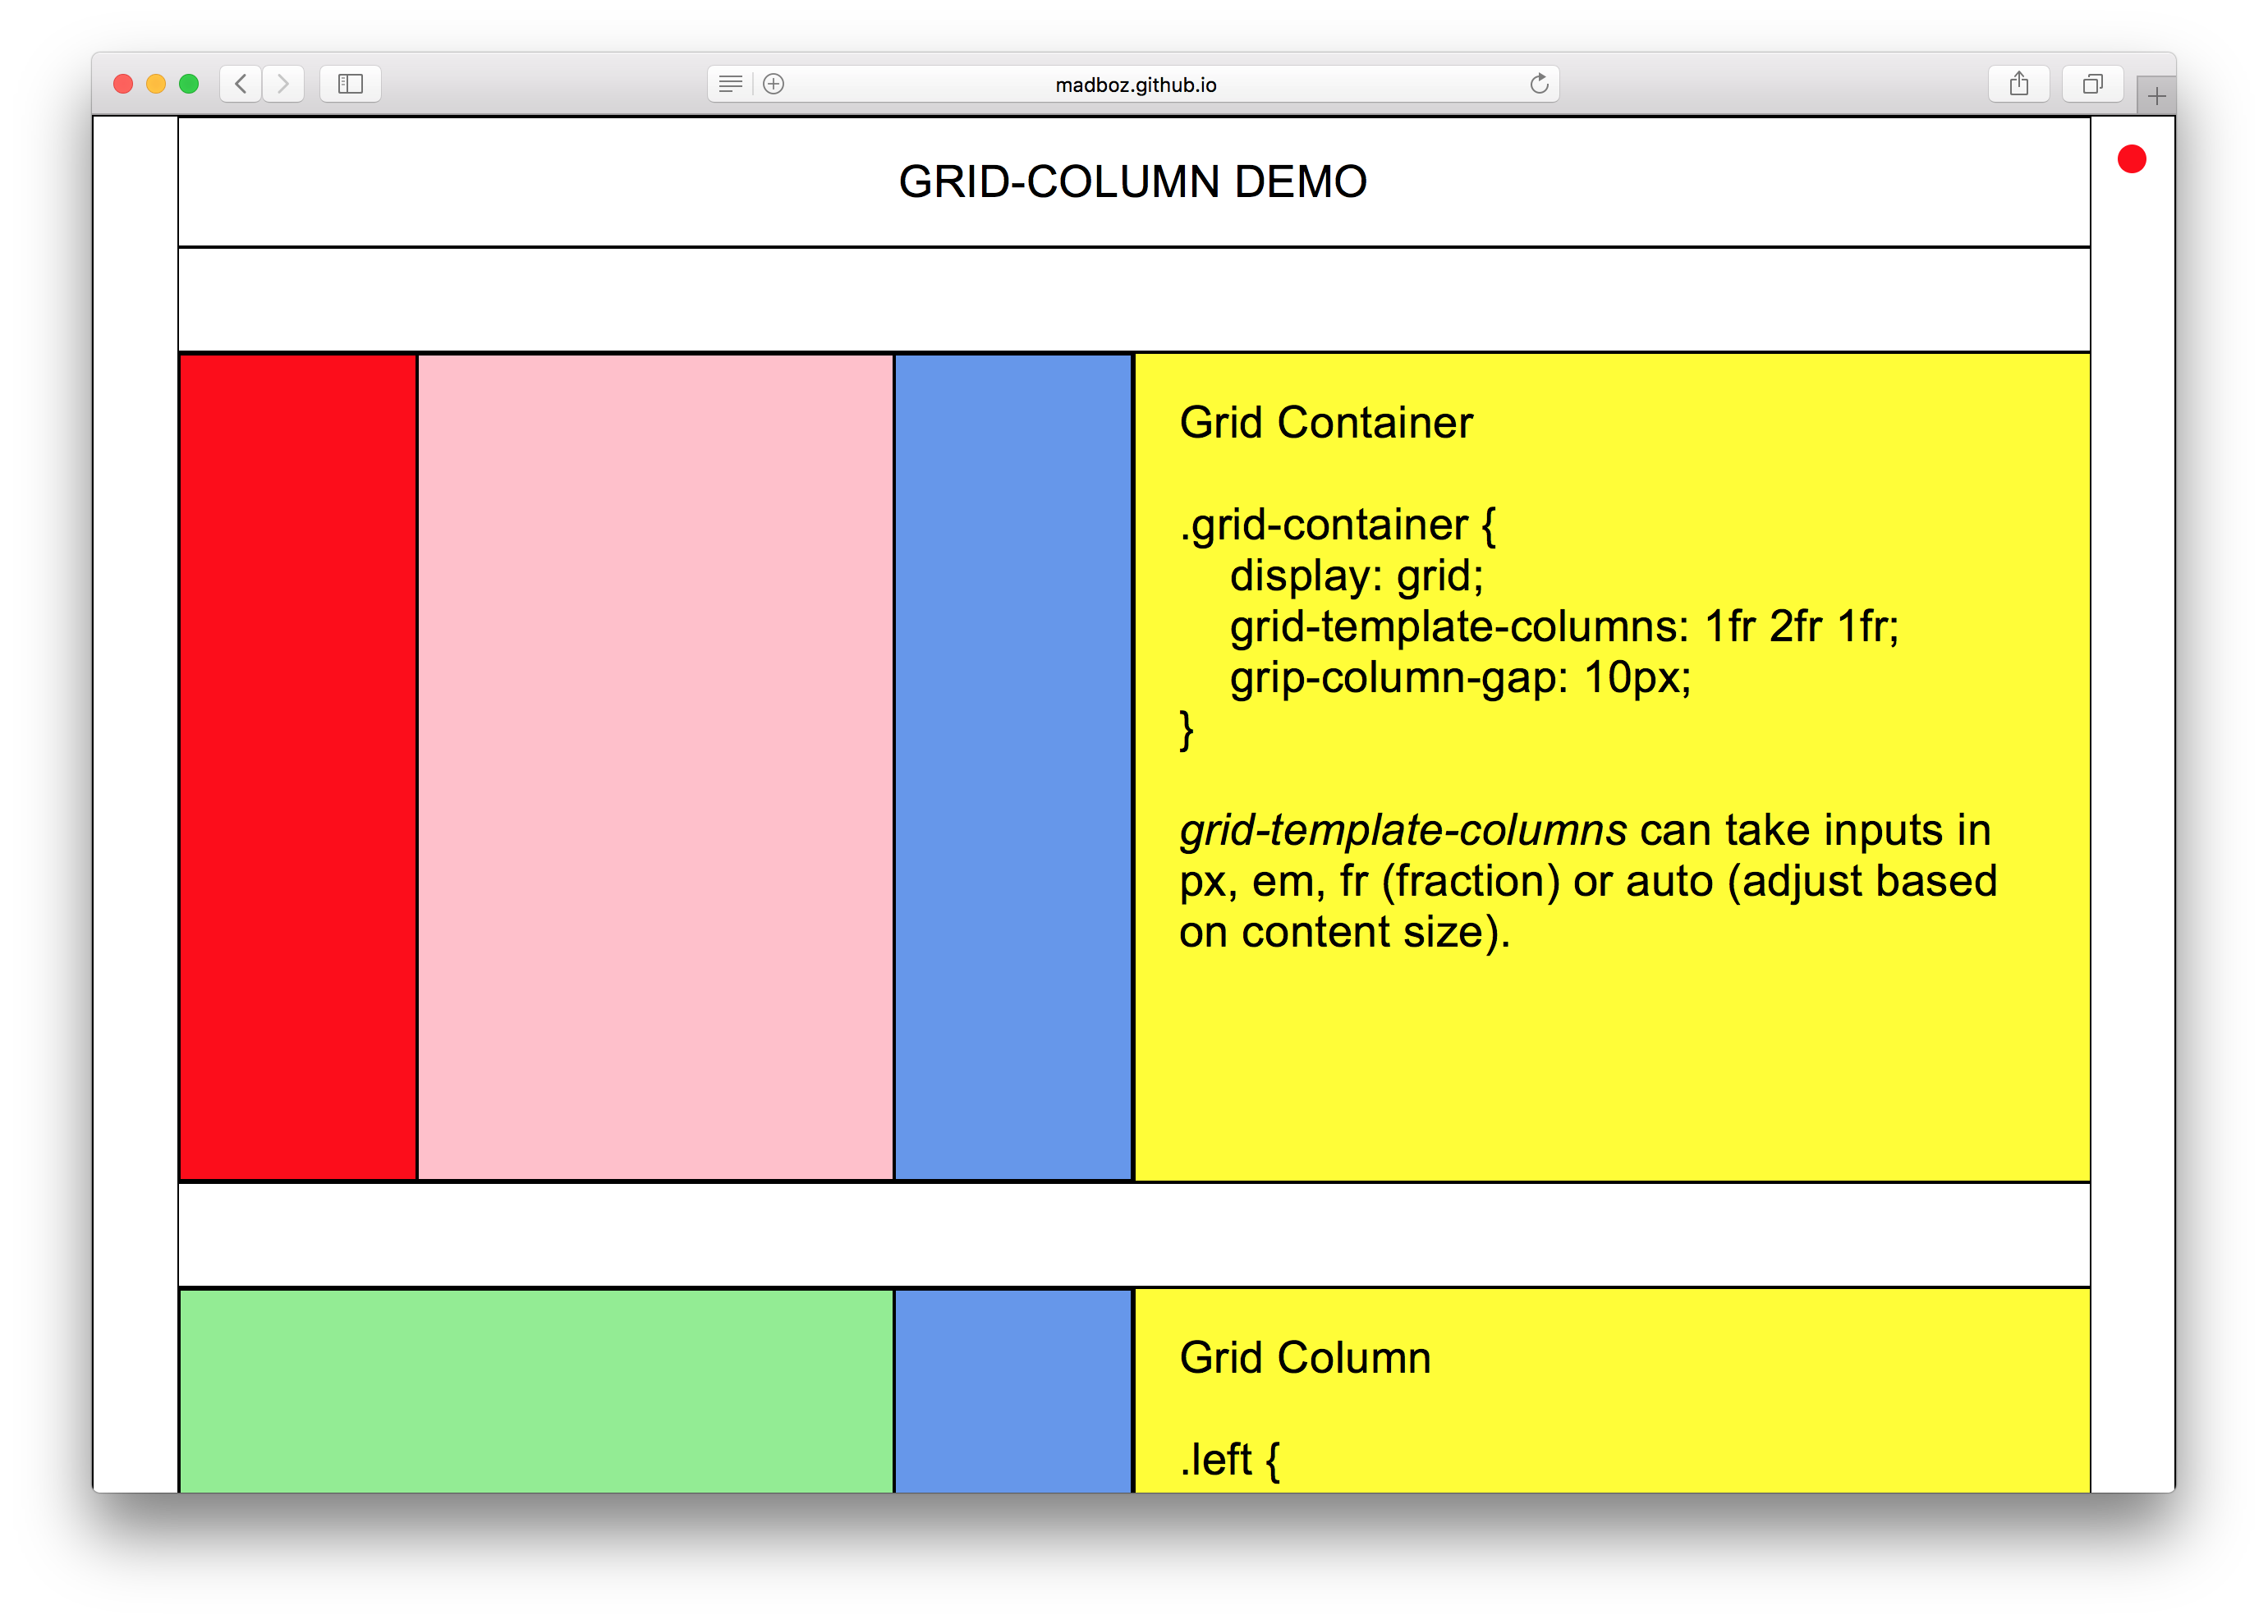 madboz.github.io
GRID-COLUMN DEMO
Grid Container
.grid-container {
display: grid;
grid-template-columns: 1fr 2fr 1fr;
grip-column-gap: 10px;
}
grid-template-columns can take inputs in
px, em, fr (fraction) or auto (adjust based
on content size).
Grid Column
.left {